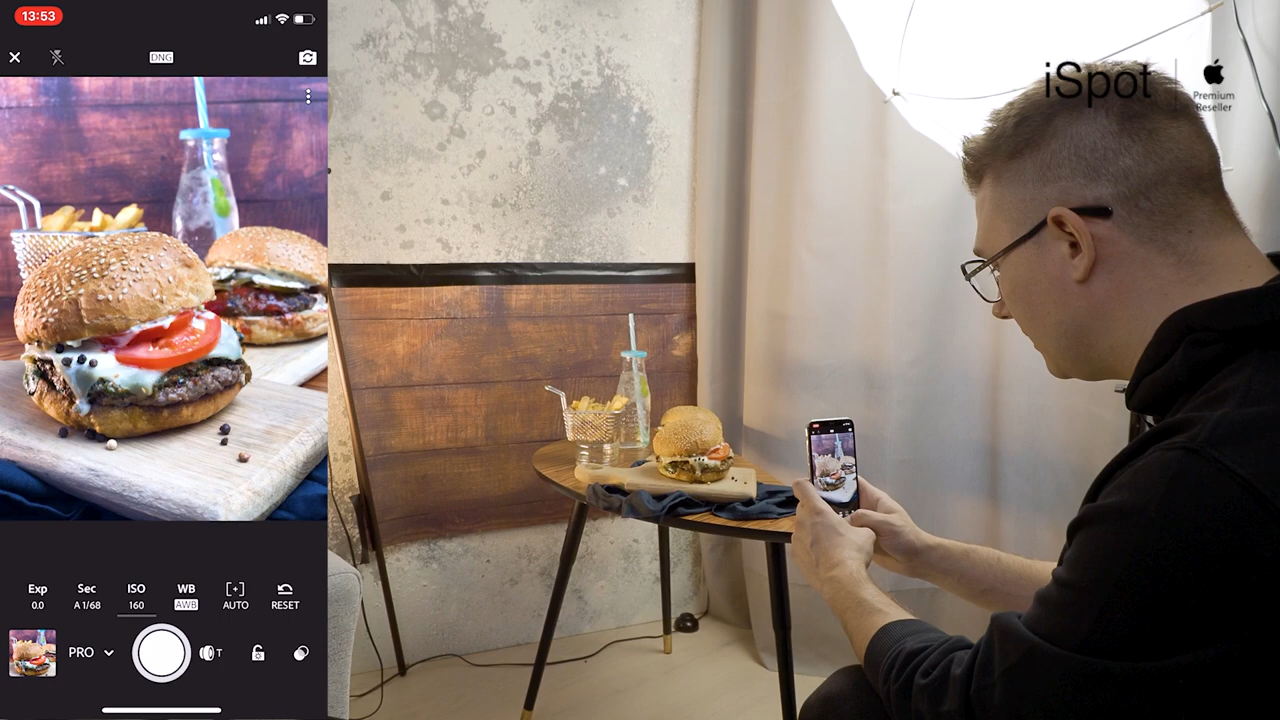 13:53
DNG
Exp
0.0
Sec
A 1/68
ISO
160
WB
AWB
AUTO
RESET
PRO
T
iSpot
Premium
Reseller